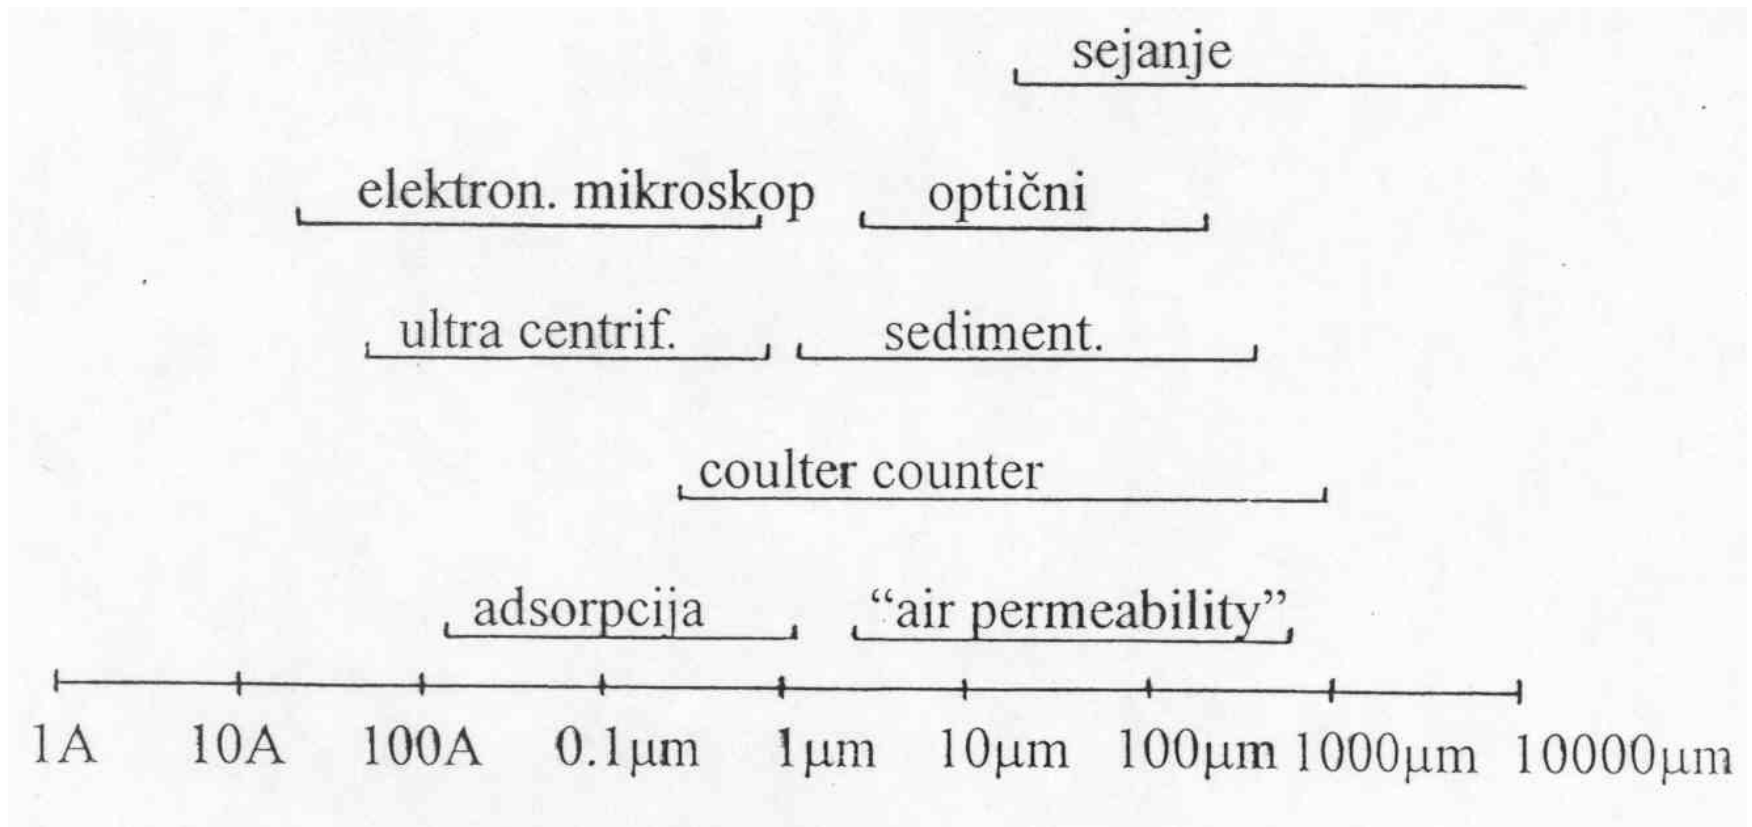 sejanje
elektron. mikroskop optični
ultra centrif. sediment.
coulter counter
adsorpcija “air permeability”
1A 10A 100A 0.1μm 1μm 10μm 100μm 1000μm 10000μm